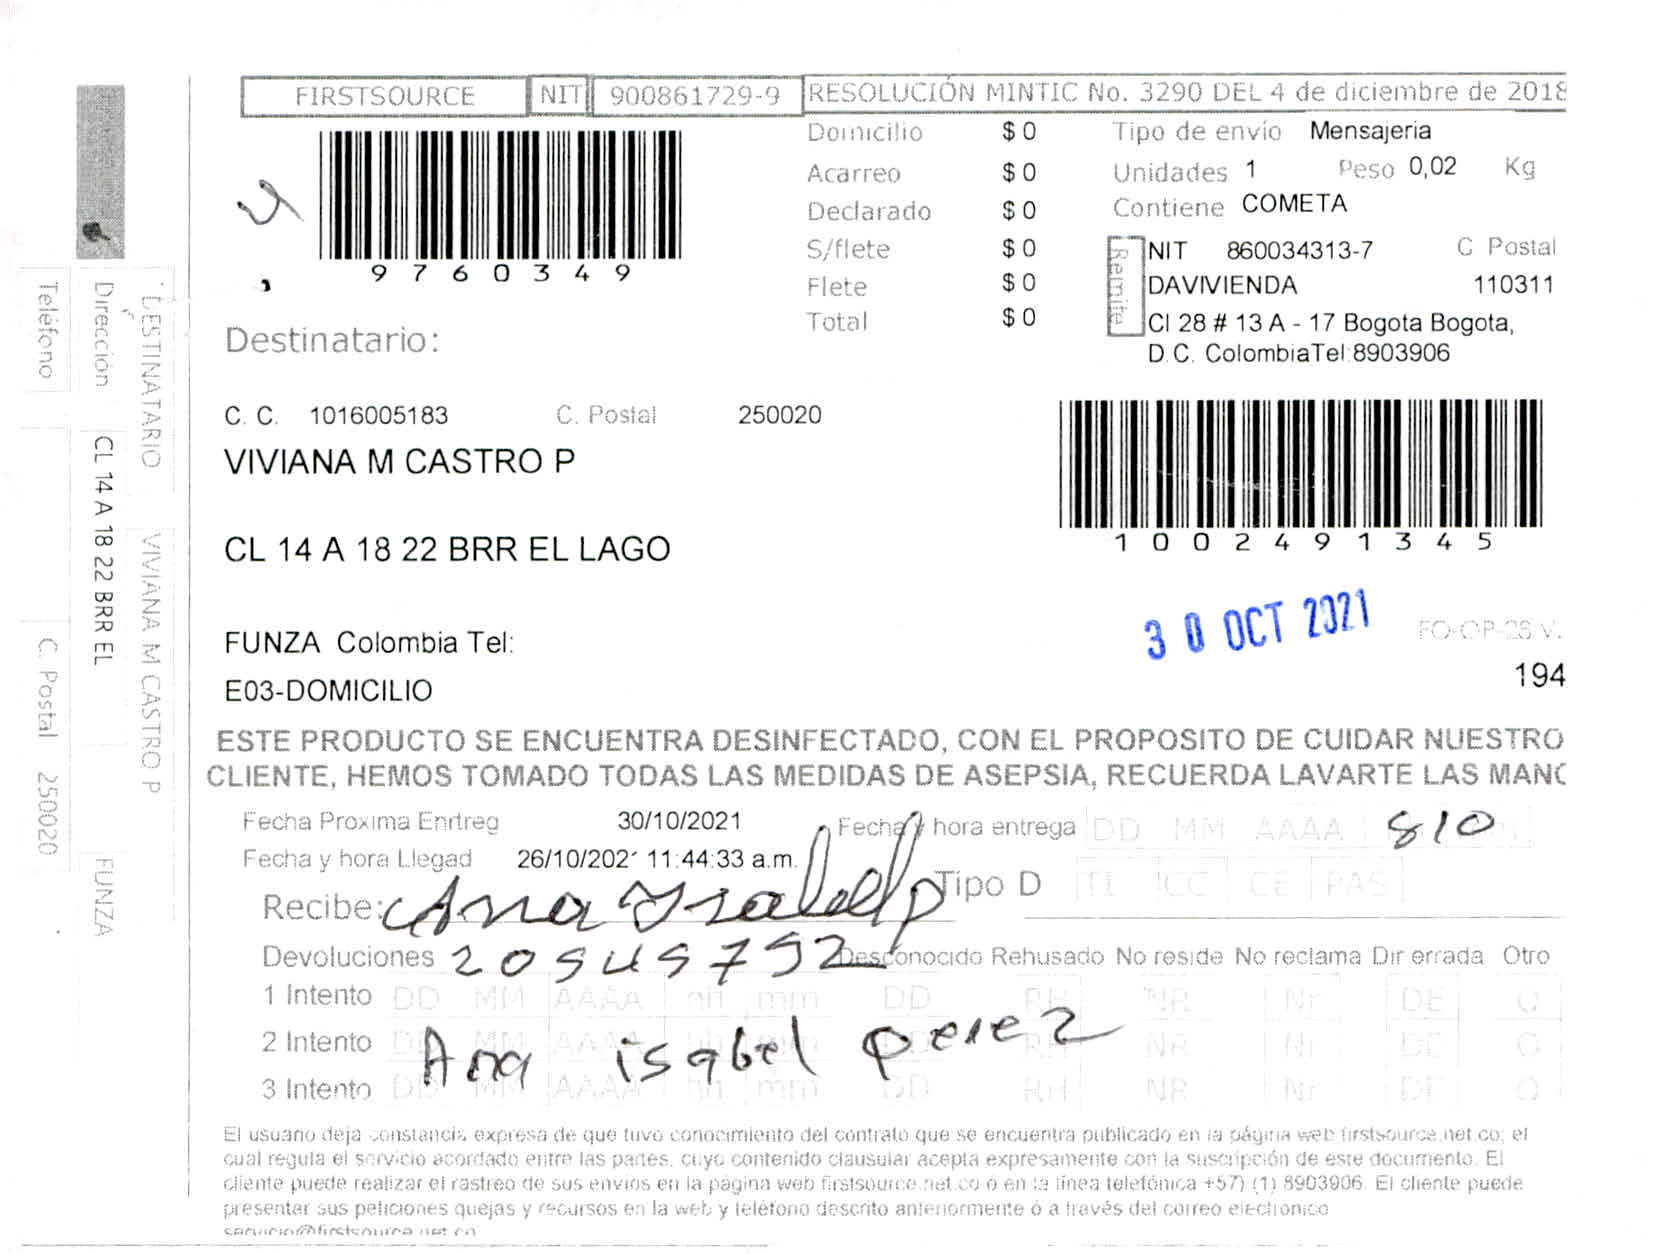 FIRSTSOURCE NIT 900861729-9 RESOLUCIÓN MINTIC No. 3290 DEL 4 de diciembre de 2018
Domicilio $ 0 Tipo de envío Mensajeria
Acarreo $ 0 Unidades 1 Peso 0,02 Kg
Declarado $ 0 Contiene COMETA
S/flete $ 0
Flete $ 0
Total $ 0
Remite
NIT 860034313-7 C Postal
DAVIVIENDA 110311
Cl 28 # 13 A - 17 Bogota Bogota,
D.C. ColombiaTel:8903906
9760349
Destinatario:
C. C. 1016005183 C. Postal 250020
VIVIANA M CASTRO P
CL 14 A 18 22 BRR EL LAGO
1002491345
30 OCT 2021
FO-OP-26 V.
194
FUNZA Colombia Tel:
E03-DOMICILIO
ESTE PRODUCTO SE ENCUENTRA DESINFECTADO, CON EL PROPOSITO DE CUIDAR NUESTRO
CLIENTE, HEMOS TOMADO TODAS LAS MEDIDAS DE ASEPSIA, RECUERDA LAVARTE LAS MANO
Fecha Proxima Enrtreg 30/10/2021 Fecha y hora entrega DD MM AAAA 810
Fecha y hora Llegad 26/10/2021 11:44:33 a.m.
Recibe: Ana Isabel p Tipo D TI CC CE PAS
Devoluciones 20545792 Desconocido Rehusado No reside No reclama Dir errada Otro
1 Intento DD MM AAAA hh mm DD RH NR Nr DE O
2 Intento DD MM AAAA hh mm DD RH NR Nr DE O
Ana isabel perez
3 Intento DD MM AAAA hh mm DD RH NR Nr DE O
El usuario deja constancia expresa de que tuvo conocimiento del contrato que se encuentra publicado en la página web firstsource.net.co; el
cual regula el servicio acordado entre las partes, cuyo contenido clausular acepta expresamente con la suscripción de este documento. El
cliente puede realizar el rastreo de sus envios en la página web firstsource.net.co o en la línea telefónica +57) (1) 8903906. El cliente puede
presentar sus peticiones quejas y recursos en la web y teléfono descrito anteriormente o a través del correo electronico
servicio@firstsource.net.co
DESTINATARIO VIVIANA M CASTRO P
Dirección CL 14 A 18 22 BRR EL FUNZA
Teléfono C. Postal 250020